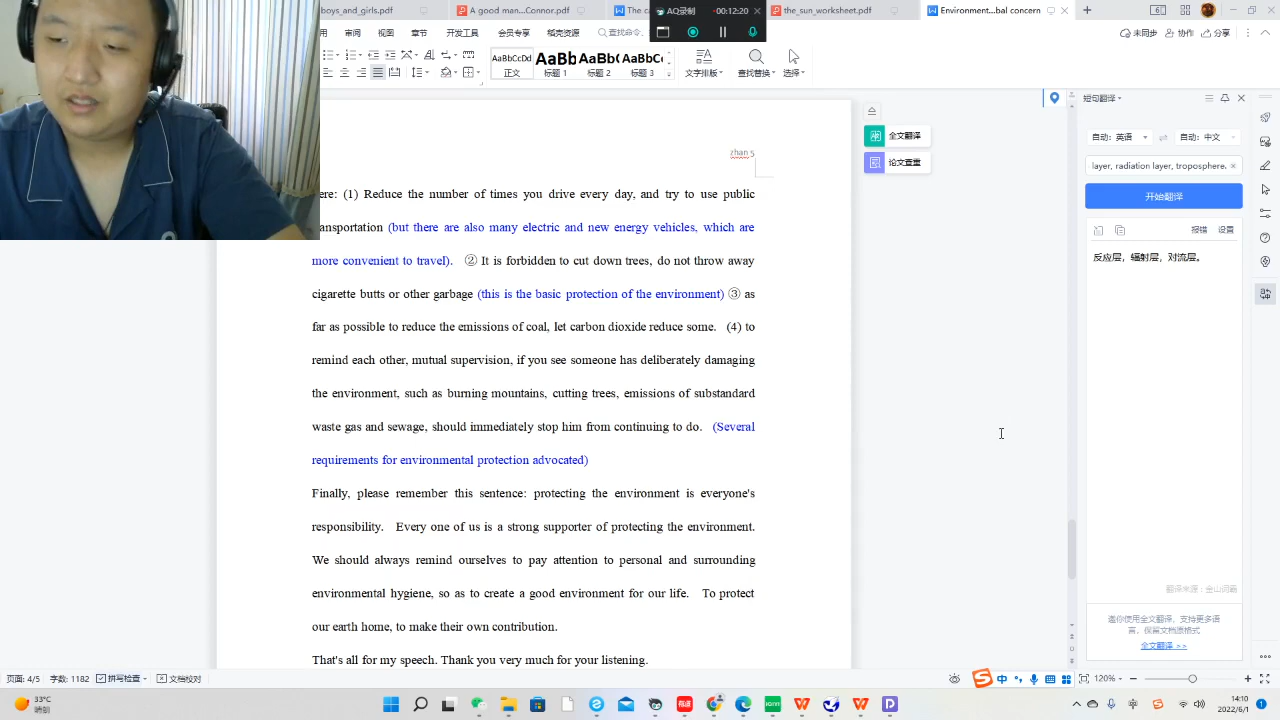 boys and girls.pdf
A good man...Connor.pdf
The c
AQ录制
-00:12:20
the_sun_worksheet.pdf
Environment...bal concern
审阅
视图
章节
开发工具
会员专享
稻壳资源
查找命令
未同步
协作
分享
AaBbCcDd
AaBb
AaBb(
AaBbC
正文
标题 1
标题 2
标题 3
文字排版
查找替换
选择
zhan 5
全文翻译
论文查重
ere: (1) Reduce the number of times you drive every day, and try to use public
ansportation (but there are also many electric and new energy vehicles, which are
more convenient to travel). ② It is forbidden to cut down trees, do not throw away
cigarette butts or other garbage (this is the basic protection of the environment) ③ as
far as possible to reduce the emissions of coal, let carbon dioxide reduce some. (4) to
remind each other, mutual supervision, if you see someone has deliberately damaging
the environment, such as burning mountains, cutting trees, emissions of substandard
waste gas and sewage, should immediately stop him from continuing to do. (Several
requirements for environmental protection advocated)
Finally, please remember this sentence: protecting the environment is everyone's
responsibility. Every one of us is a strong supporter of protecting the environment.
We should always remind ourselves to pay attention to personal and surrounding
environmental hygiene, so as to create a good environment for our life. To protect
our earth home, to make their own contribution.
That's all for my speech. Thank you very much for your listening.
短句翻译
自动: 英语
自动: 中文
layer, radiation layer, troposphere.
开始翻译
报错
设置
反应层，辐射层，对流层。
翻译来源：金山词霸
邀你使用全文翻译，支持更多语
言，保留文档原格式
全文翻译 >>
页面: 4/5
字数: 1182
拼写检查
文档校对
中
120%
33°C
晴朗
中
14:10
2022/6/1